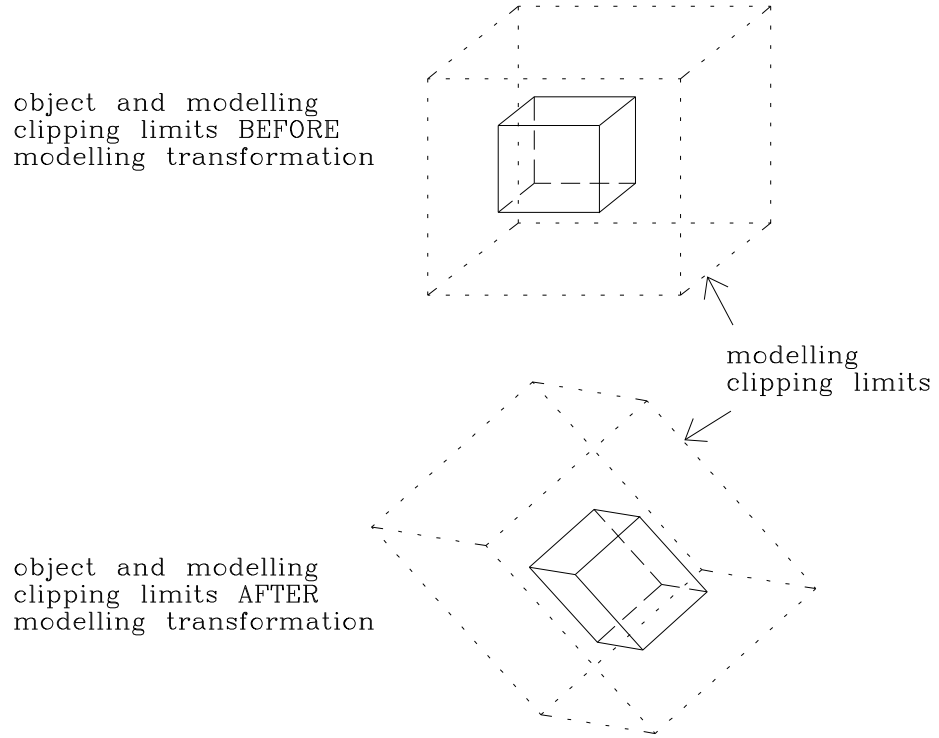 object and modelling
clipping limits BEFORE
modelling transformation
modelling
clipping limits
object and modelling
clipping limits AFTER
modelling transformation